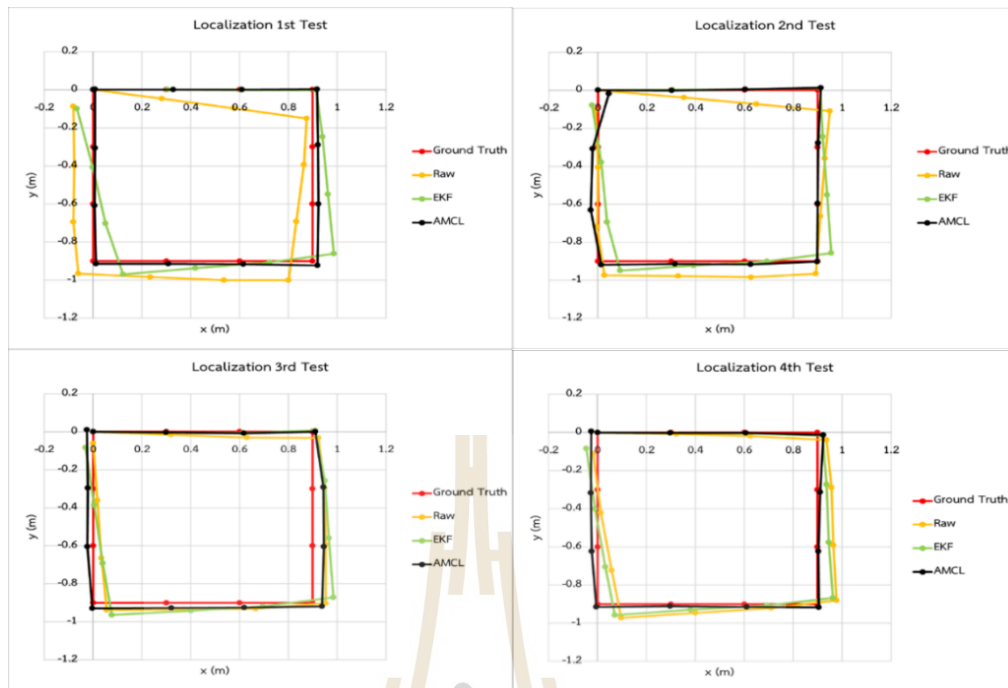 Localization 1st Test
0.2
0
-0.2 0 0.2 0.4 0.6 0.8 1 1.2
-0.2
-0.4
-0.6
-0.8
-1
-1.2
y (m)
x (m)
Ground Truth
Raw
EKF
AMCL
Localization 2nd Test
0.2
0
-0.2 0 0.2 0.4 0.6 0.8 1 1.2
-0.2
-0.4
-0.6
-0.8
-1
-1.2
y (m)
x (m)
Ground Truth
Raw
EKF
AMCL
Localization 3rd Test
0.2
0
-0.2 0 0.2 0.4 0.6 0.8 1 1.2
-0.2
-0.4
-0.6
-0.8
-1
-1.2
y (m)
x (m)
Ground Truth
Raw
EKF
AMCL
Localization 4th Test
0.2
0
-0.2 0 0.2 0.4 0.6 0.8 1 1.2
-0.2
-0.4
-0.6
-0.8
-1
-1.2
y (m)
x (m)
Ground Truth
Raw
EKF
AMCL